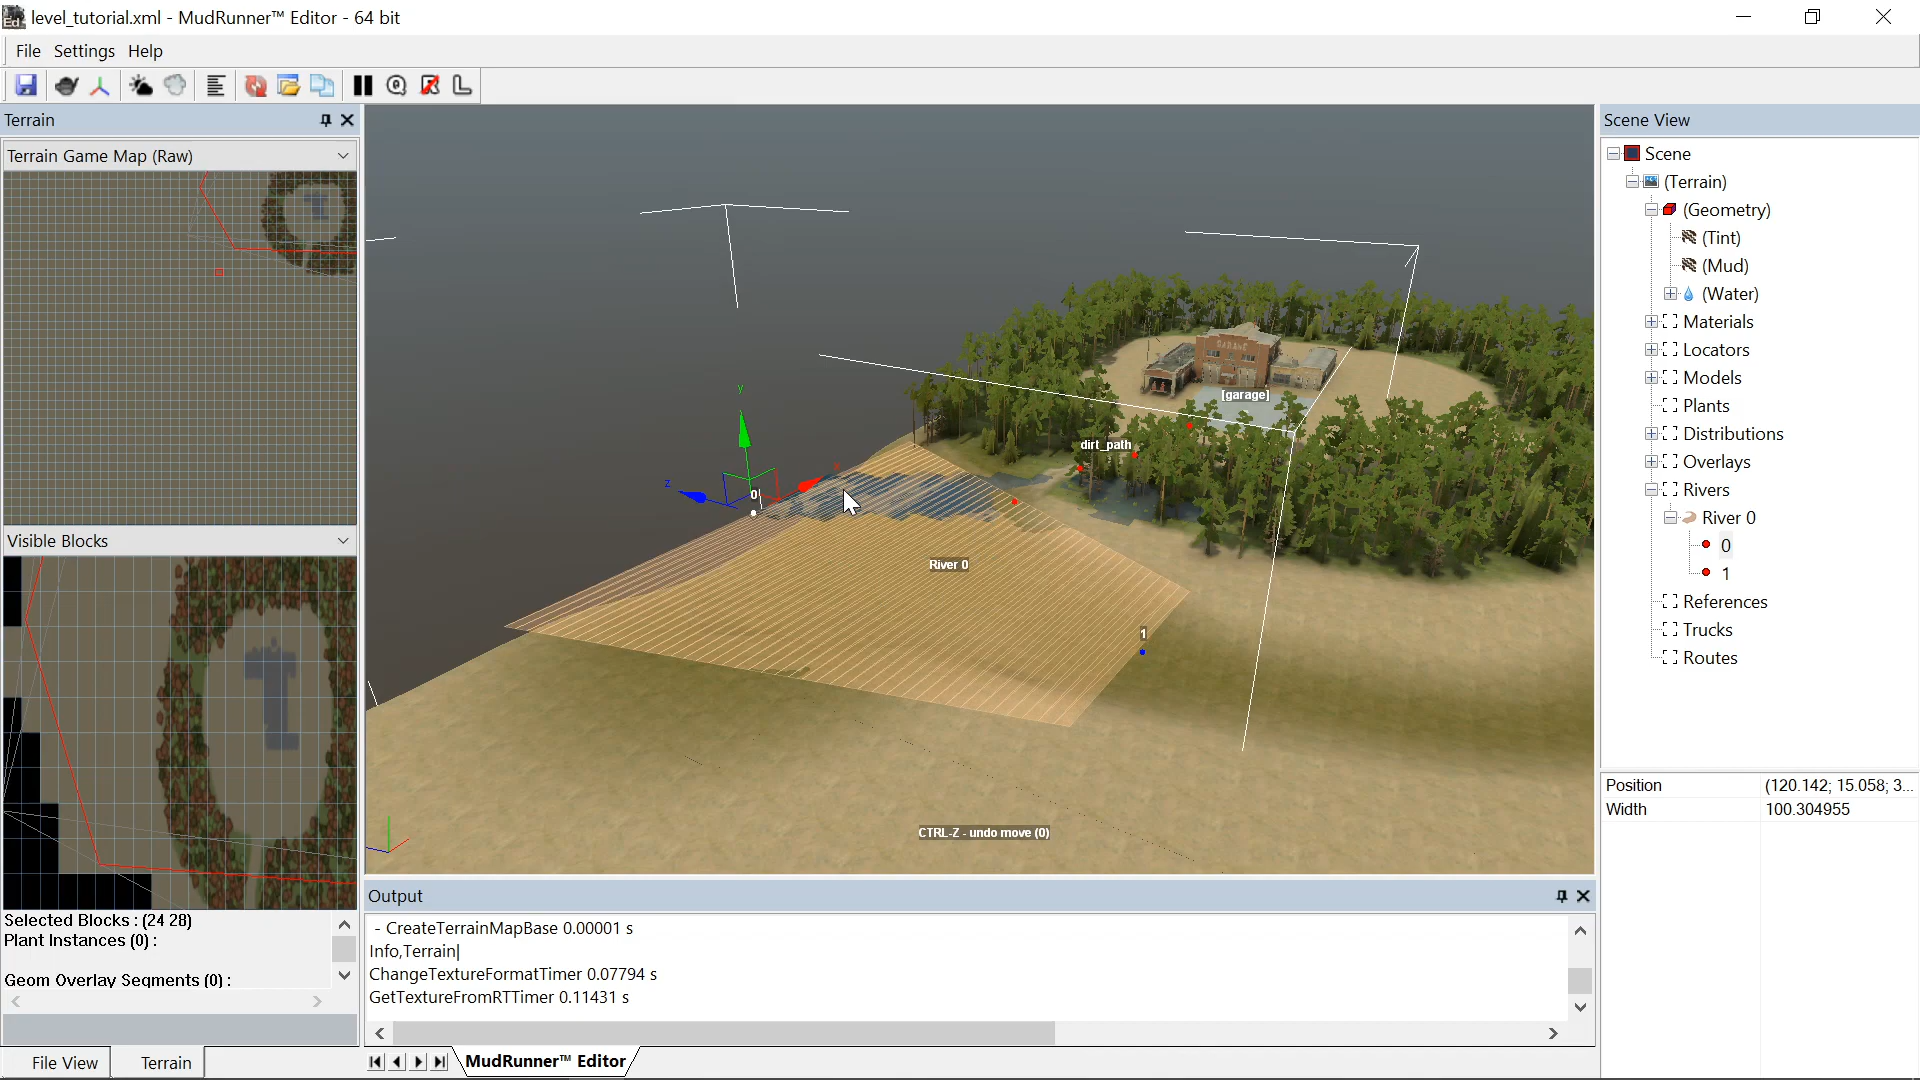 level_tutorial.xml - MudRunner™ Editor - 64 bit
File Settings Help
Terrain
Terrain Game Map (Raw)
Visible Blocks
Selected Blocks : (24 28)
Plant Instances (0) :
Geom Overlay Segments (0) :
File View
Terrain
y
z
x
0
[garage]
dirt_path
River 0
1
CTRL-Z - undo move (0)
Output
- CreateTerrainMapBase 0.00001 s
Info,Terrain|
ChangeTextureFormatTimer 0.07794 s
GetTextureFromRTTimer 0.11431 s
MudRunner™ Editor
Scene View
Scene
(Terrain)
(Geometry)
(Tint)
(Mud)
(Water)
Materials
Locators
Models
Plants
Distributions
Overlays
Rivers
River 0
0
1
References
Trucks
Routes
Position (120.142; 15.058; 3...
Width 100.304955